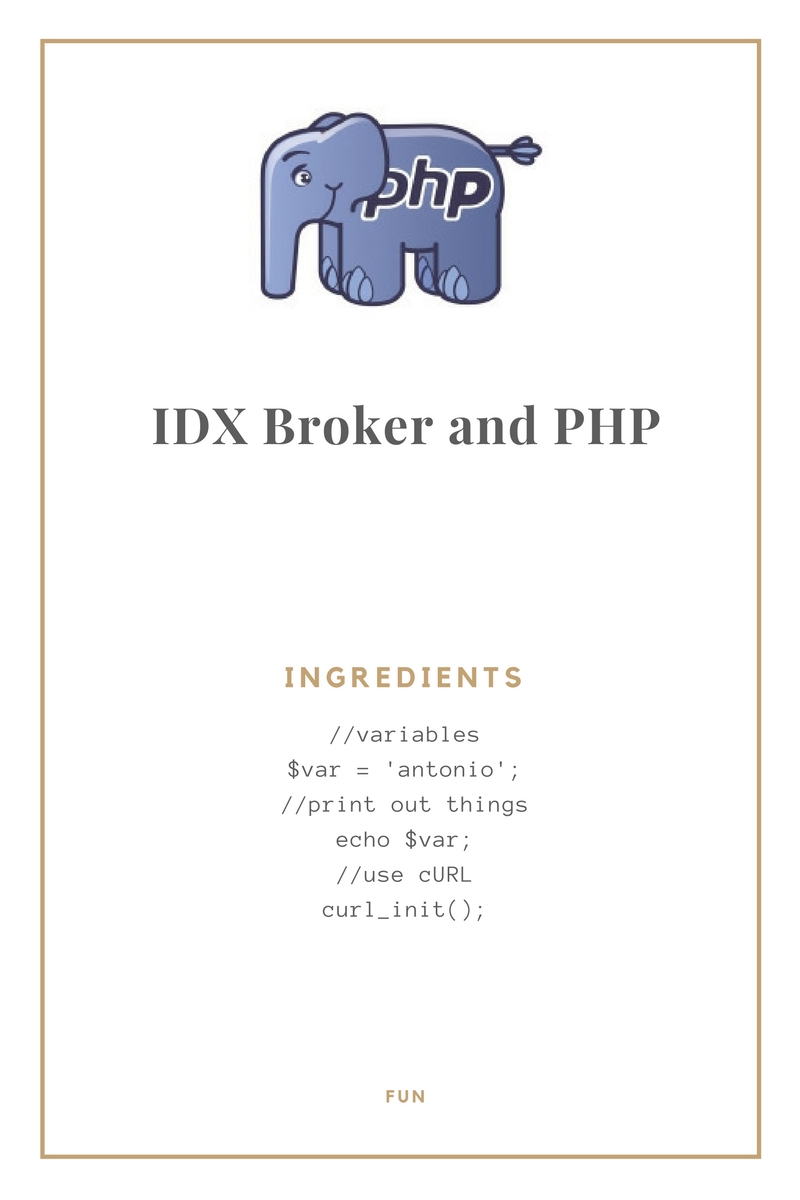 php
IDX Broker and PHP
INGREDIENTS
//variables
$var = 'antonio';
//print out things
echo $var;
//use cURL
curl_init();
FUN